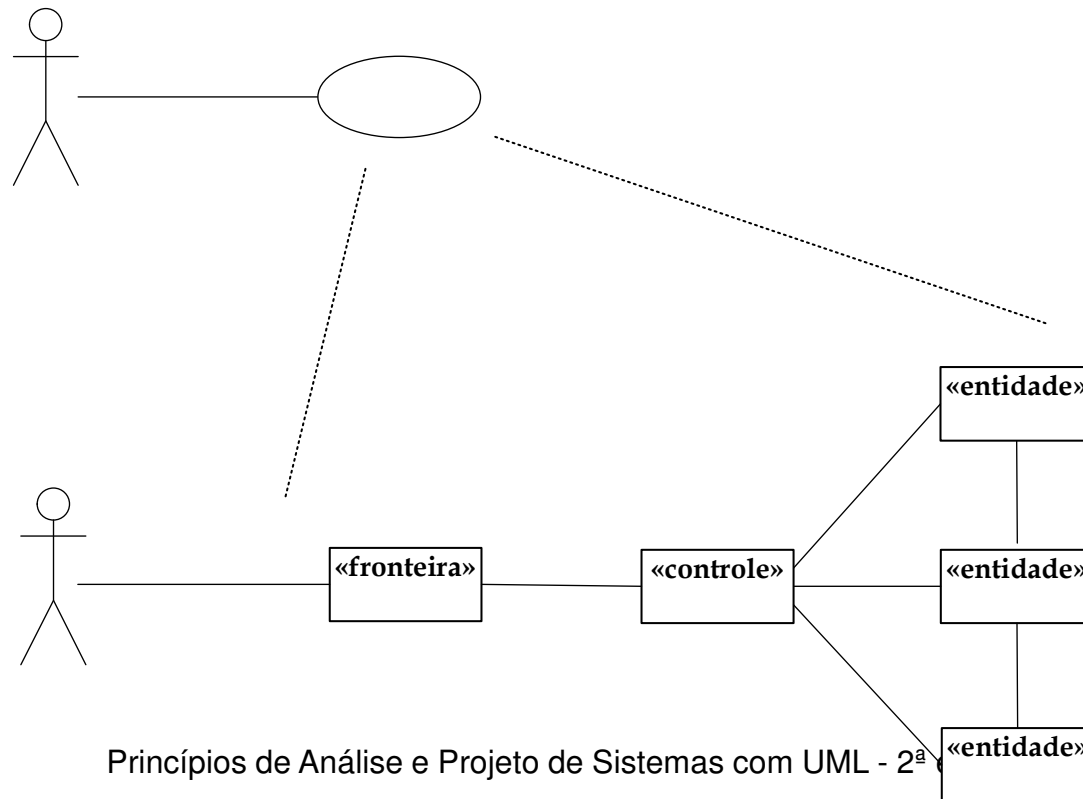 «entidade»
«fronteira»
«controle»
«entidade»
«entidade»
Princípios de Análise e Projeto de Sistemas com UML - 2ª